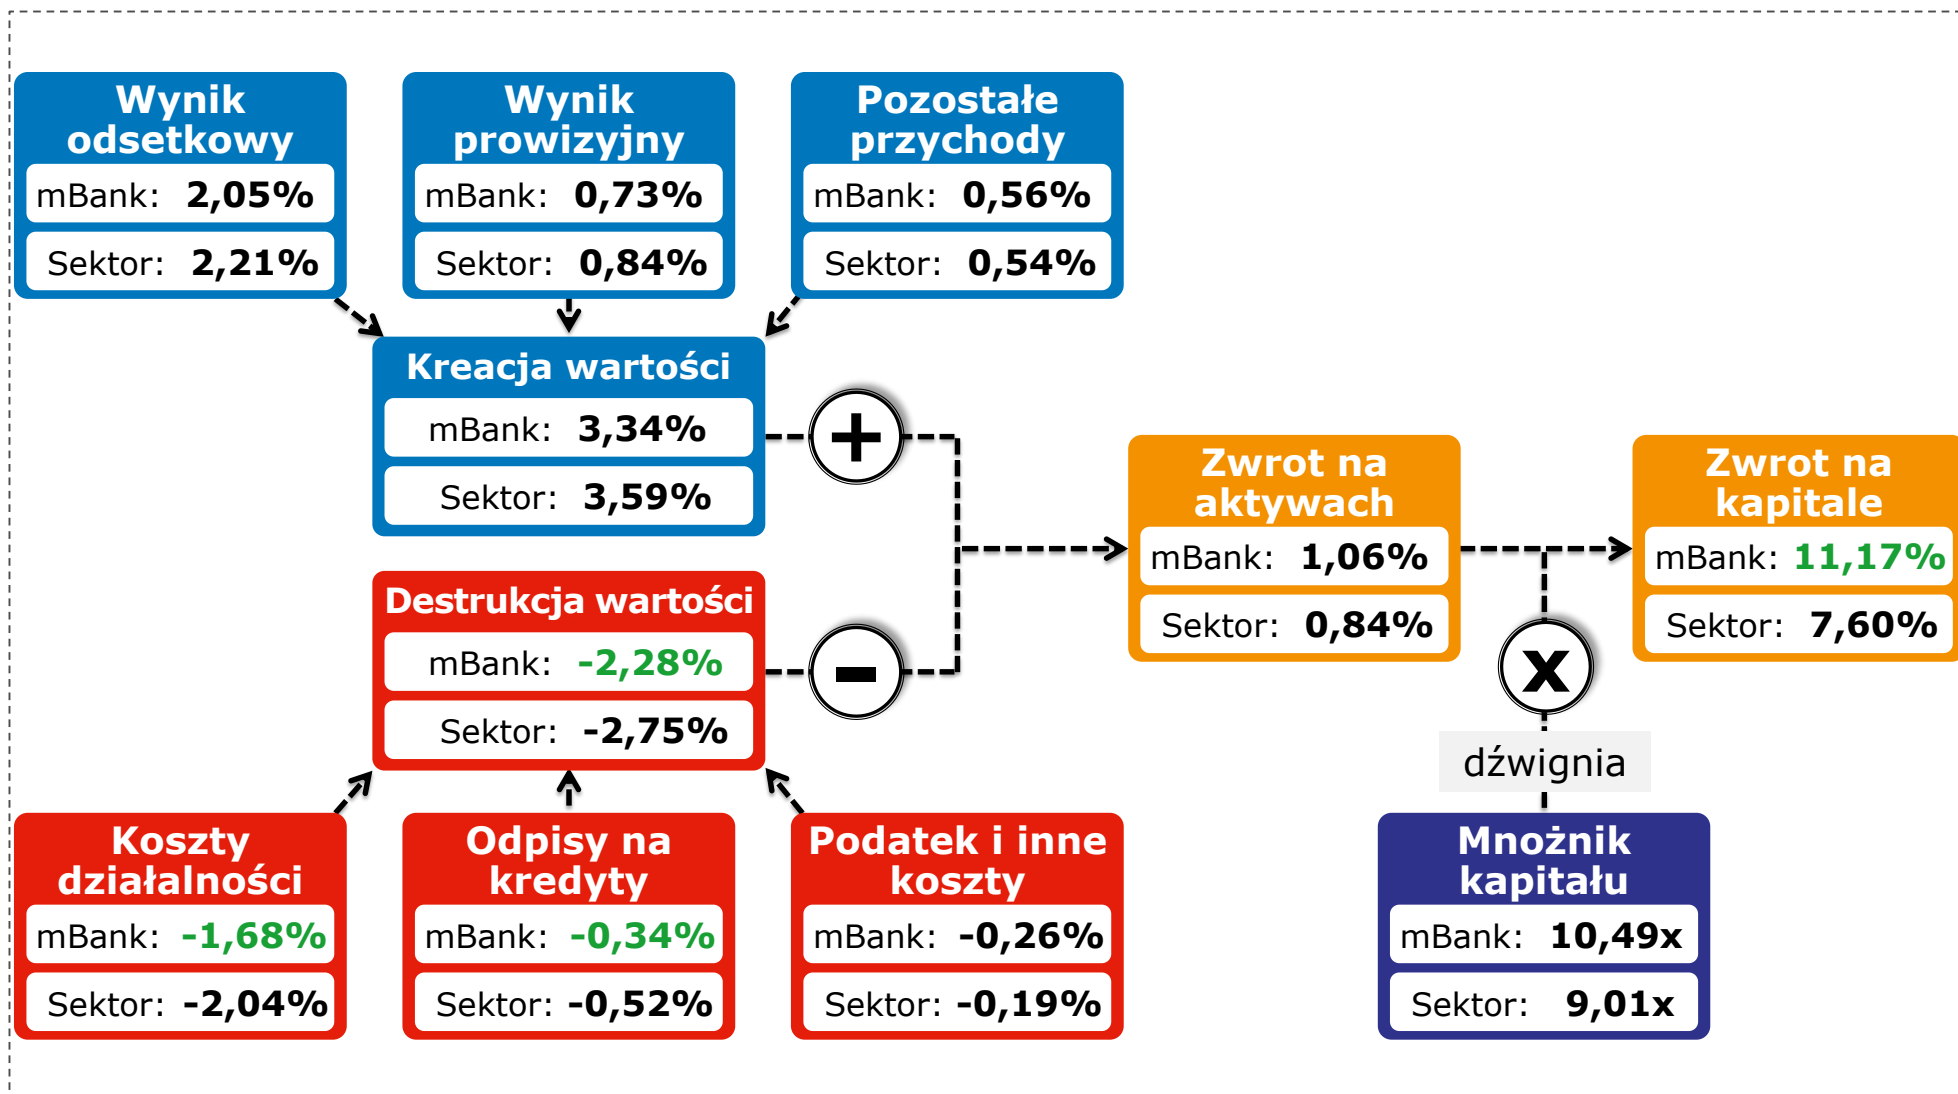 Wynik
odsetkowy
mBank: 2,05%
Sektor: 2,21%
Wynik
prowizyjny
mBank: 0,73%
Sektor: 0,84%
Pozostałe
przychody
mBank: 0,56%
Sektor: 0,54%
Kreacja wartości
mBank: 3,34%
Sektor: 3,59%
+
Destrukcja wartości
mBank: -2,28%
Sektor: -2,75%
-
Zwrot na
aktywach
mBank: 1,06%
Sektor: 0,84%
Zwrot na
kapitale
mBank: 11,17%
Sektor: 7,60%
x
dźwignia
Koszty
działalności
mBank: -1,68%
Sektor: -2,04%
Odpisy na
kredyty
mBank: -0,34%
Sektor: -0,52%
Podatek i inne
koszty
mBank: -0,26%
Sektor: -0,19%
Mnożnik
kapitału
mBank: 10,49x
Sektor: 9,01x